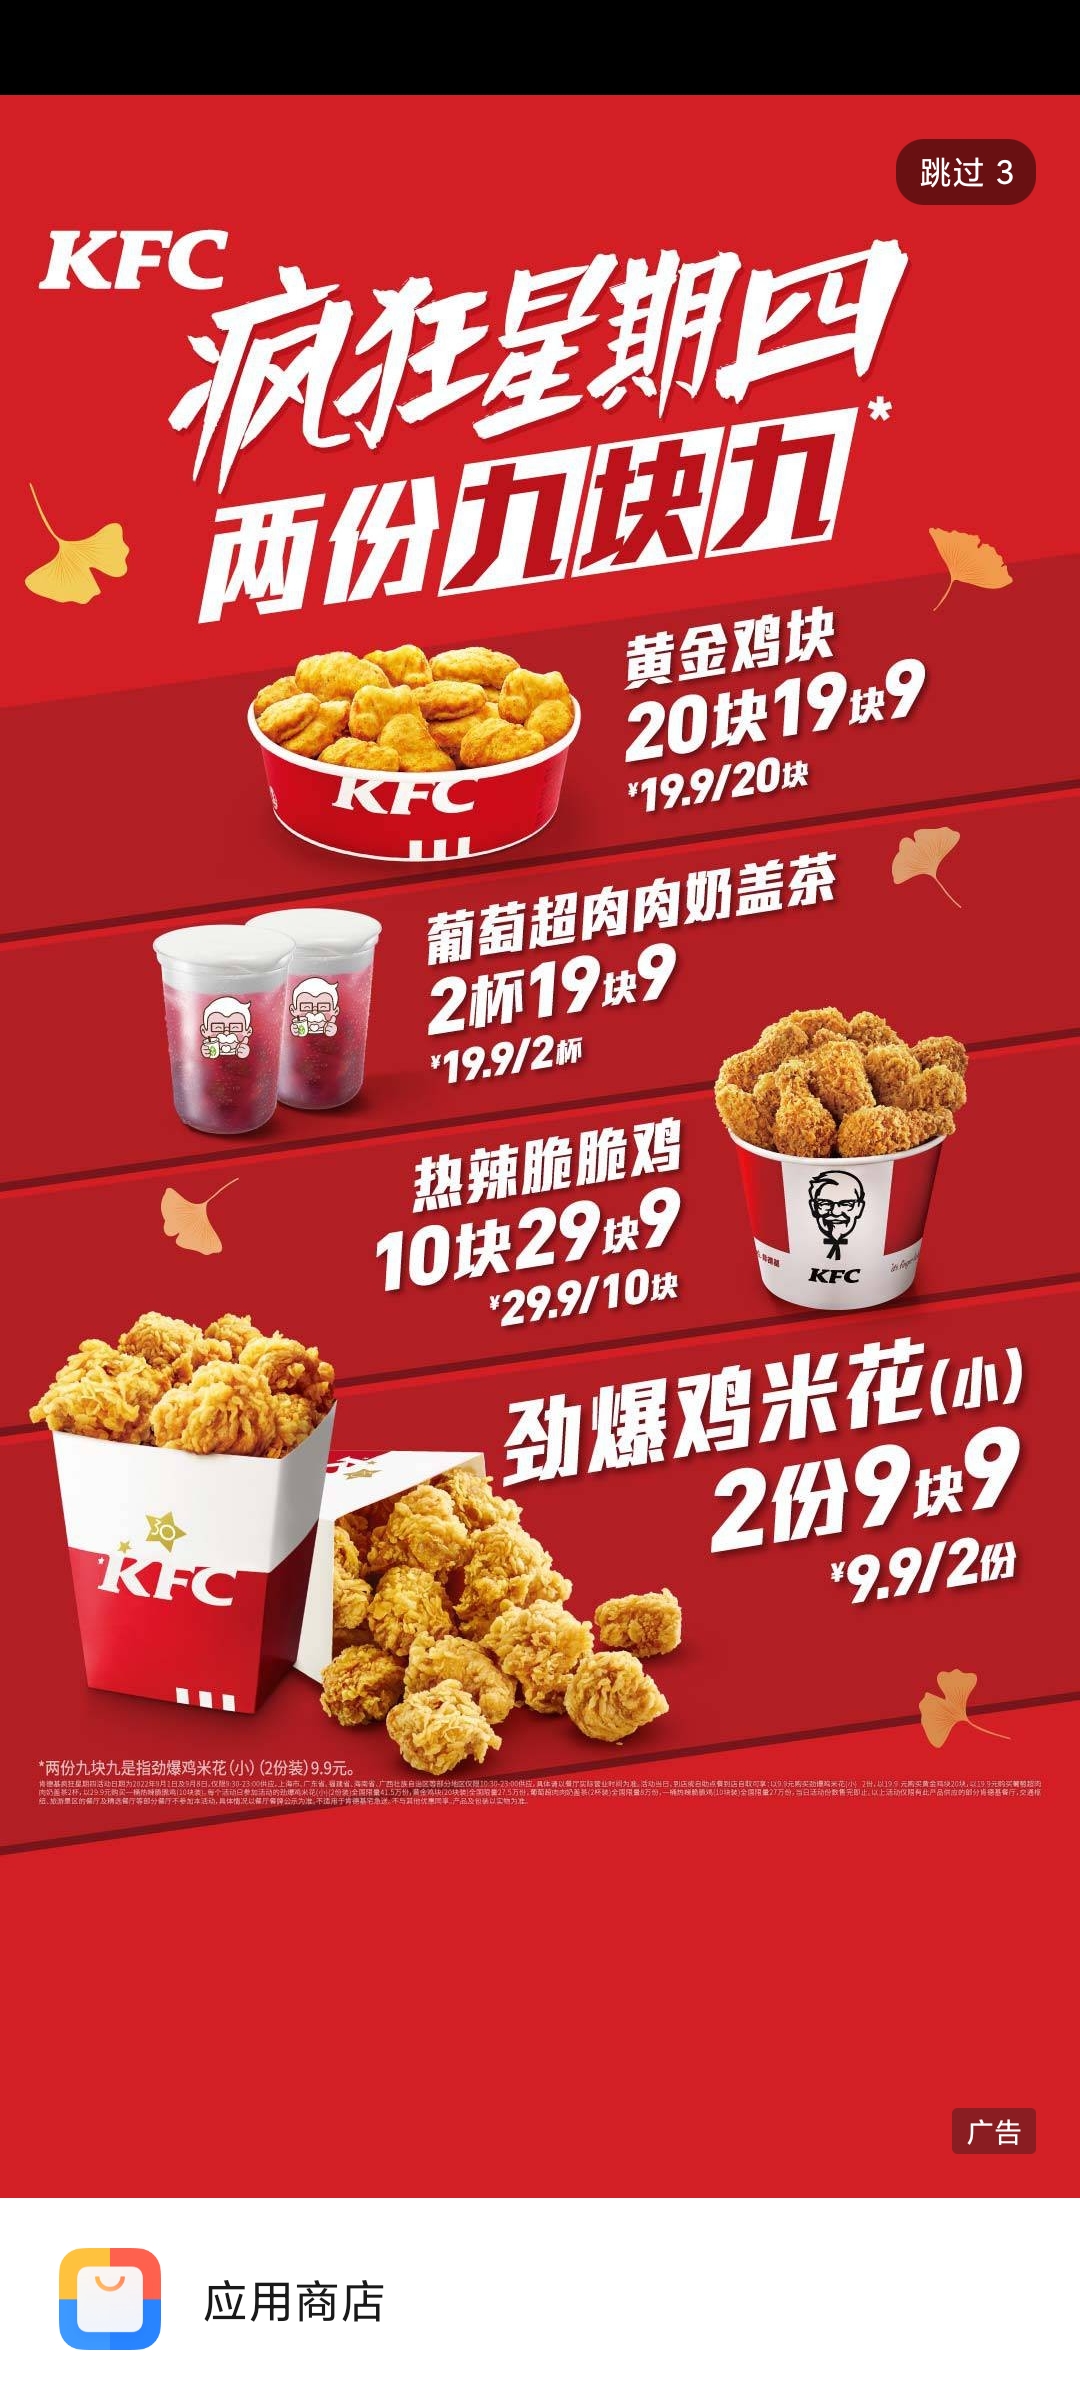 跳过 3
KFC
疯狂星期四
两份九块九*
黄金鸡块
20块19块9
¥19.9/20块
KFC
葡萄超肉肉奶盖茶
2杯19块9
¥19.9/2杯
热辣脆脆鸡
10块29块9
¥29.9/10块
KFC
劲爆鸡米花(小)
2份9块9
¥9.9/2份
30
KFC
*两份九块九是指劲爆鸡米花(小)(2份装)9.9元。
广告
应用商店